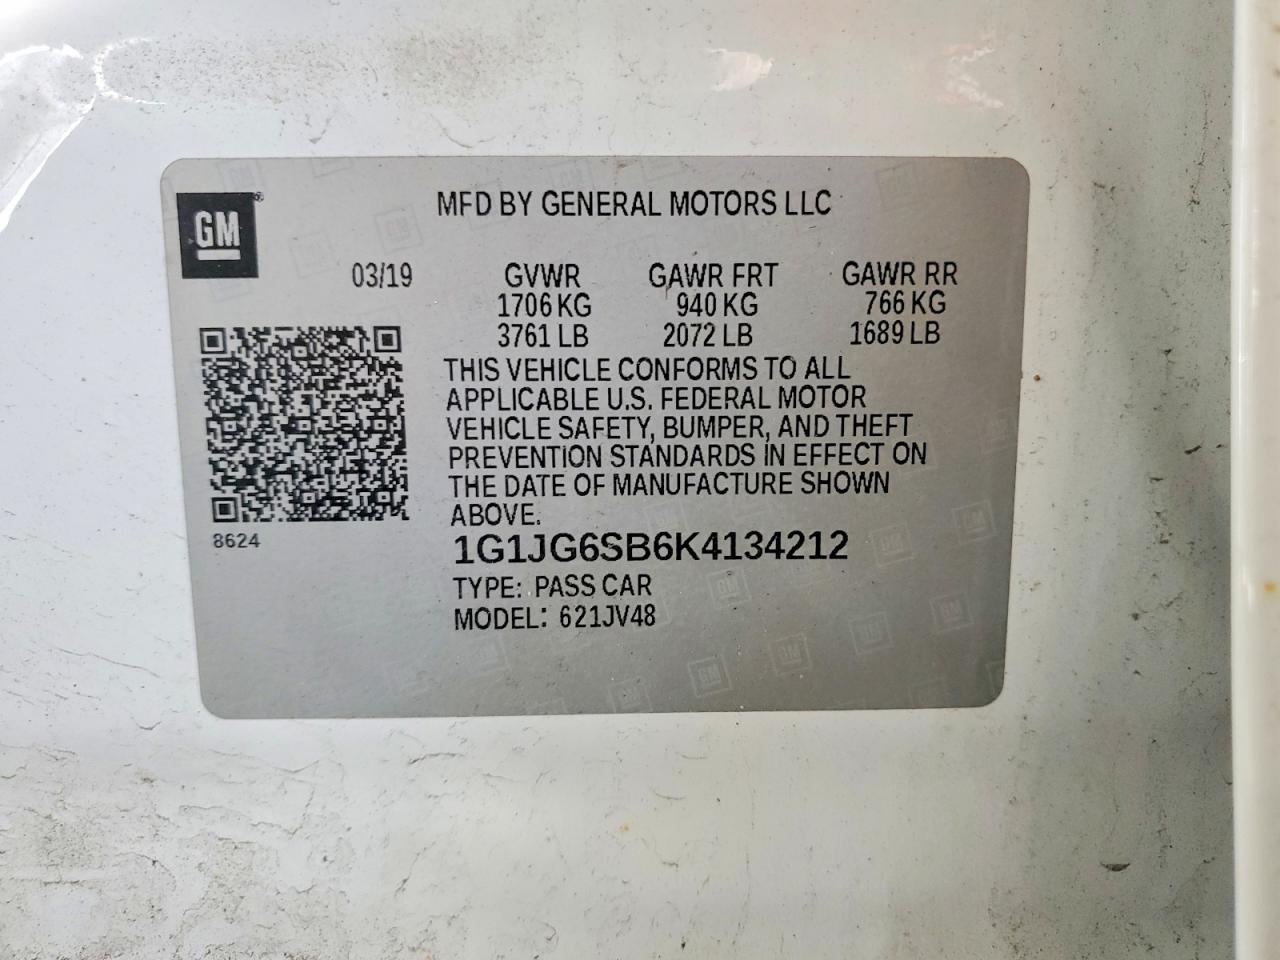 GM
MFD BY GENERAL MOTORS LLC
03/19 GVWR GAWR FRT GAWR RR
1706 KG 940 KG 766 KG
3761 LB 2072 LB 1689 LB
THIS VEHICLE CONFORMS TO ALL
APPLICABLE U.S. FEDERAL MOTOR
VEHICLE SAFETY, BUMPER, AND THEFT
PREVENTION STANDARDS IN EFFECT ON
THE DATE OF MANUFACTURE SHOWN
ABOVE.
8624
1G1JG6SB6K4134212
TYPE: PASS CAR
MODEL: 621JV48